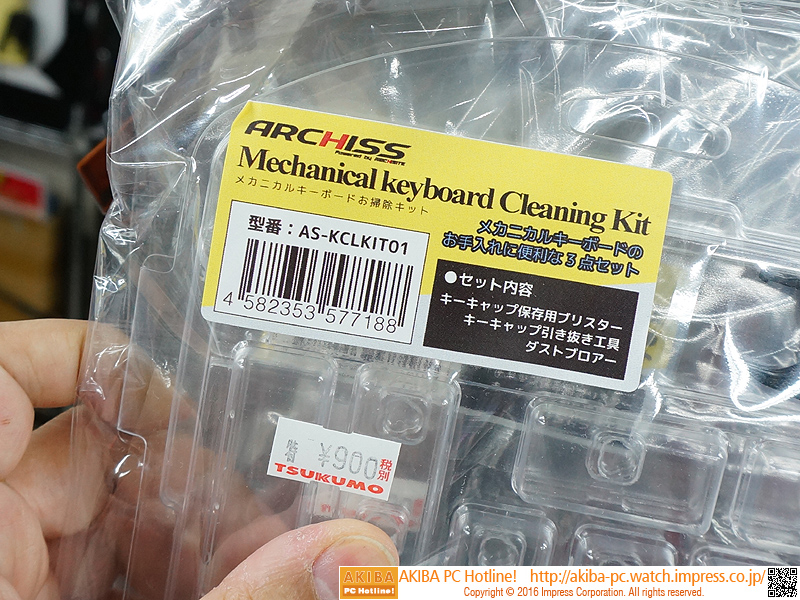 ARCHISS
Powered by ARCHISITE
Mechanical keyboard Cleaning Kit
メカニカルキーボードお掃除キット
型番：AS-KCLKIT01
4 582353 577188
メカニカルキーボードの
お手入れに便利な3点セット
●セット内容
キーキャップ保存用ブリスター
キーキャップ引き抜き工具
ダストブロアー
¥900税別
TSUKUMO
AKIBA
PC Hotline!
AKIBA PC Hotline! http://akiba-pc.watch.impress.co.jp/
Copyright © 2016 Impress Corporation. All rights reserved.